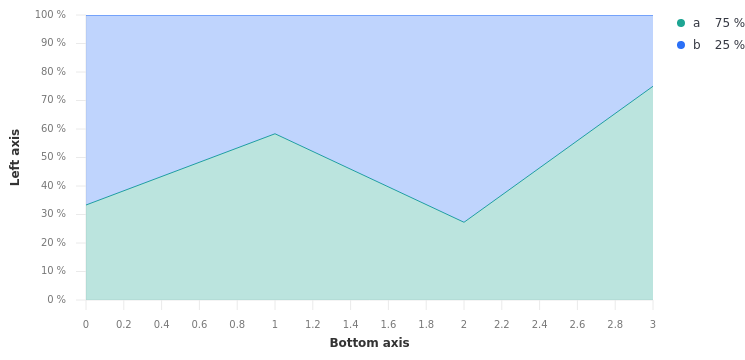 100 %
90 %
80 %
70 %
60 %
50 %
40 %
30 %
20 %
10 %
0 %
Left axis
0 0.2 0.4 0.6 0.8 1 1.2 1.4 1.6 1.8 2 2.2 2.4 2.6 2.8 3
Bottom axis
a 75 %
b 25 %